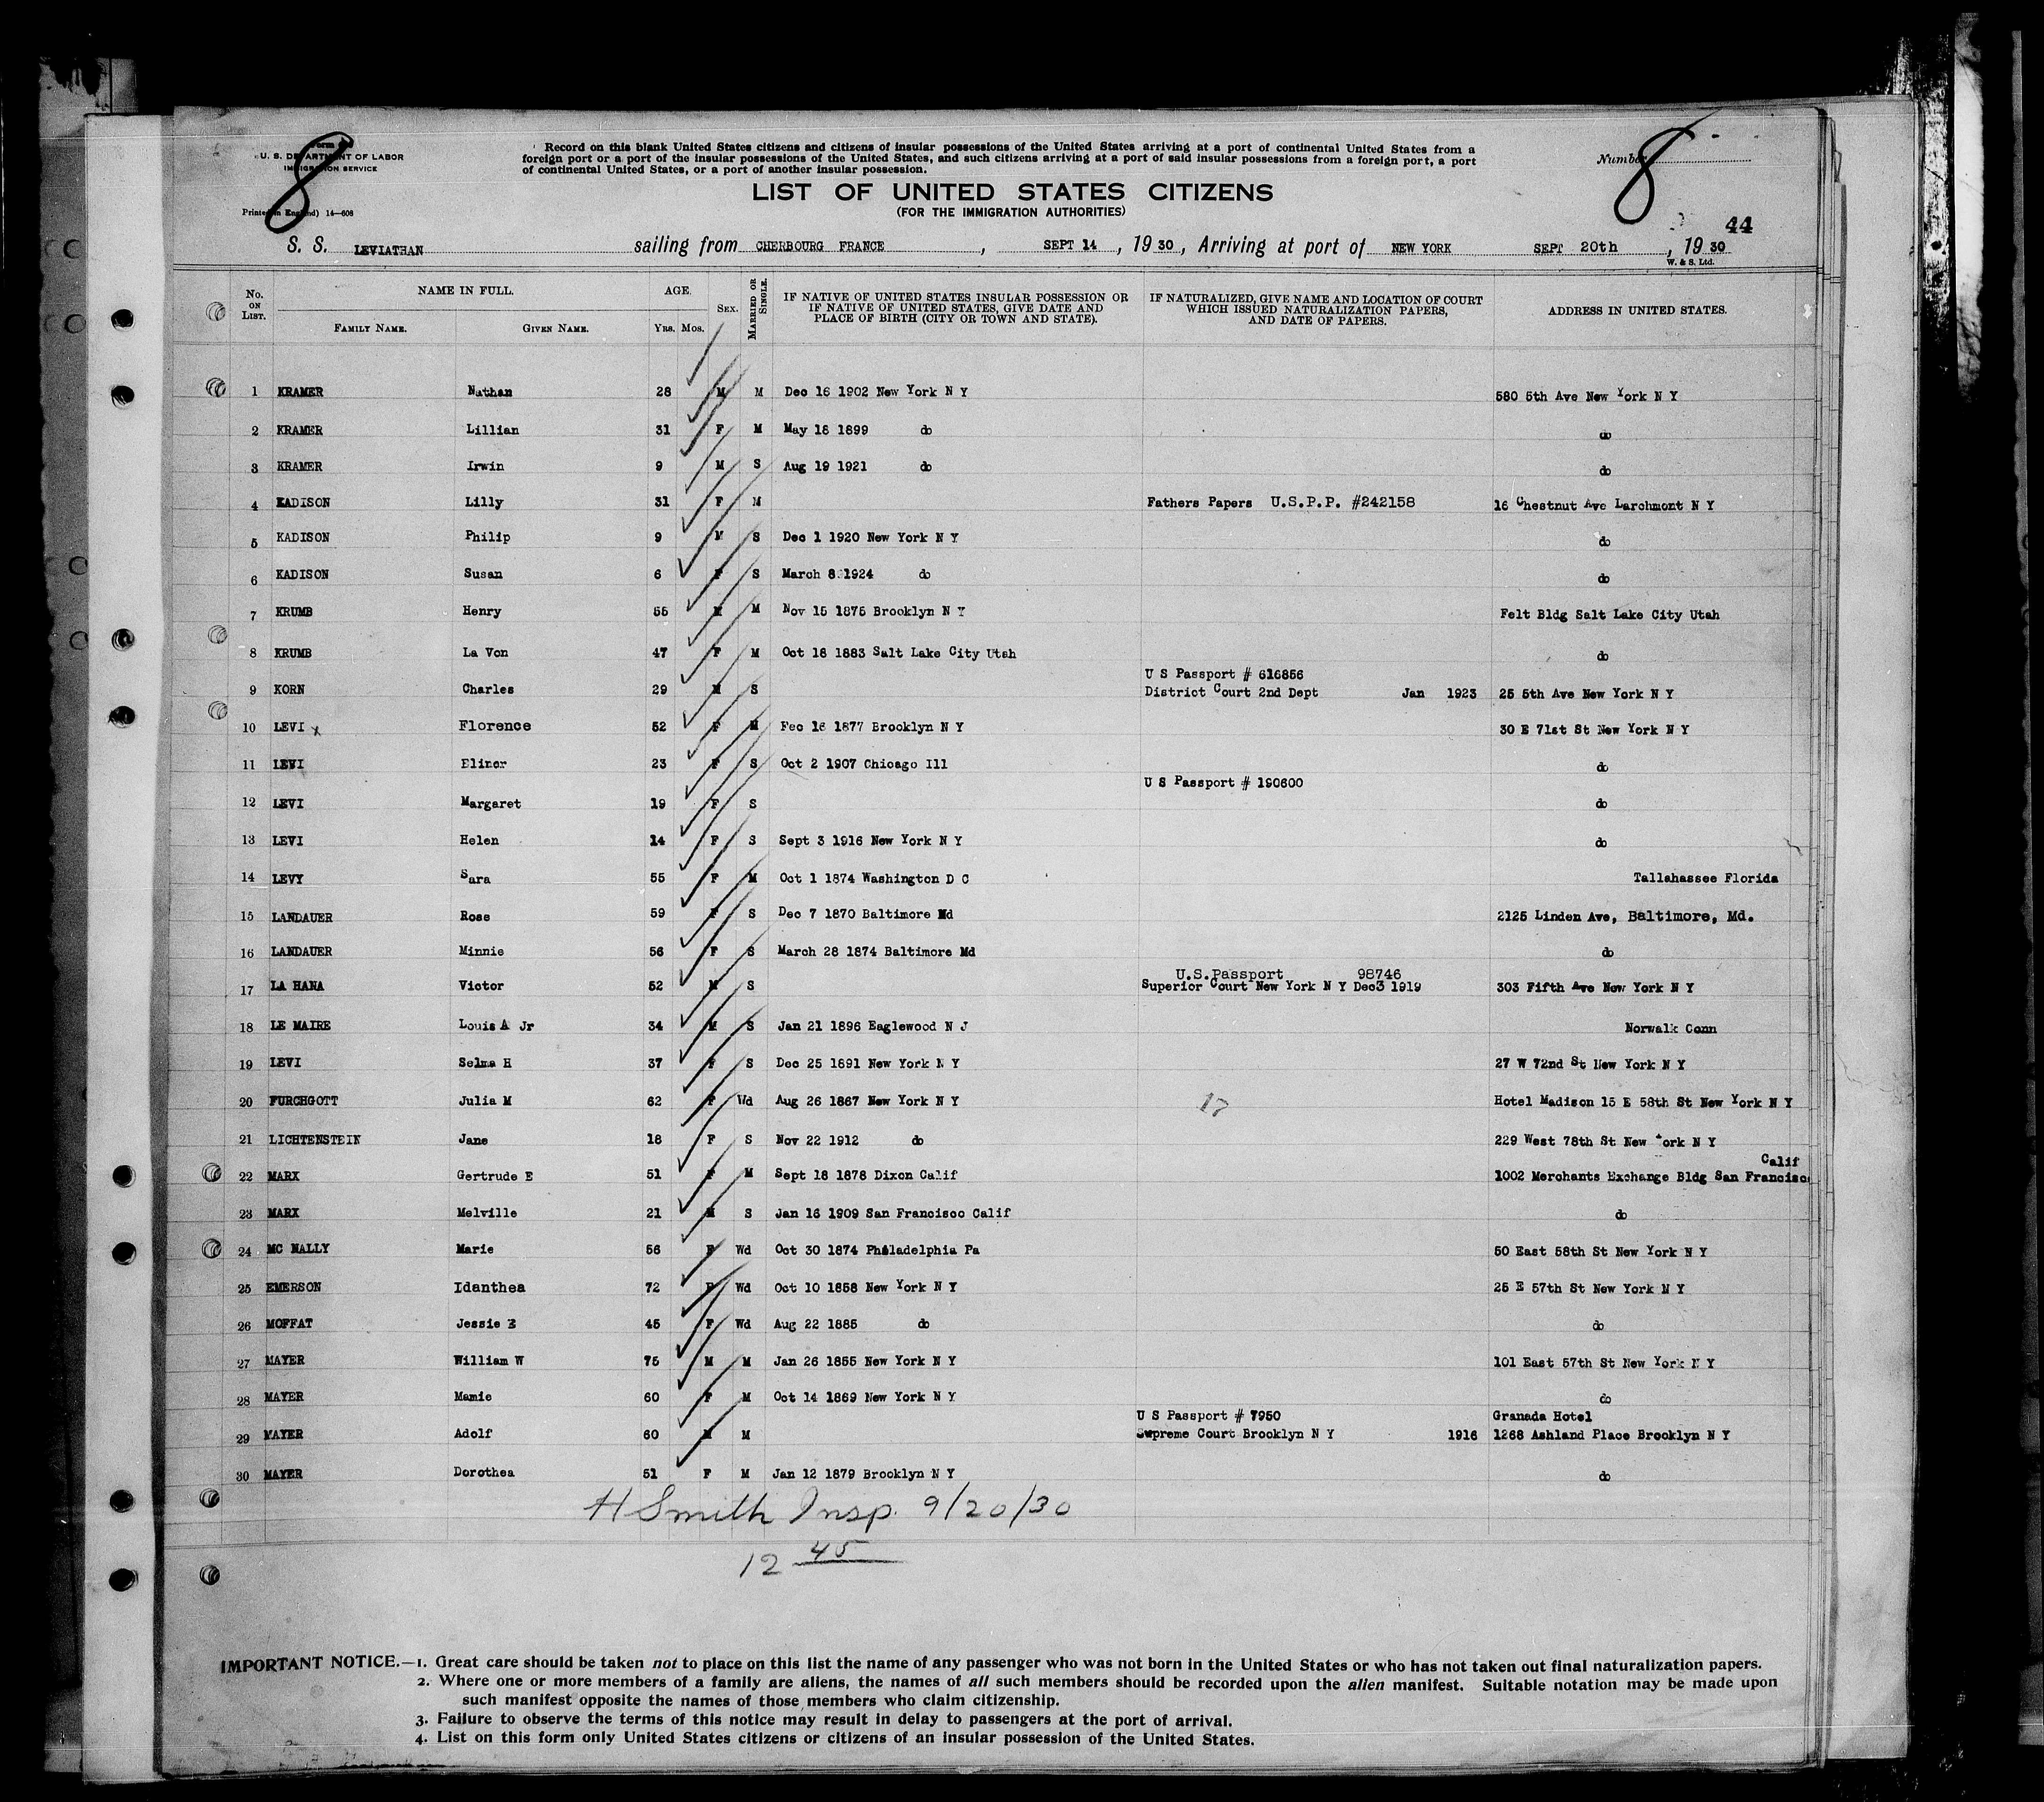 8
U. S. DEPARTMENT OF LABOR
IMMIGRATION SERVICE
Printed in England) 14—608
Record on this blank United States citizens and citizens of insular possessions of the United States arriving at a port of continental United States from a
foreign port or a port of the insular possessions of the United States, and such citizens arriving at a port of said insular possessions from a foreign port, a port
of continental United States, or a port of another insular possession.
Number 8
LIST OF UNITED STATES CITIZENS
(FOR THE IMMIGRATION AUTHORITIES)
44
S. S. LEVIATHAN sailing from CHERBOURG FRANCE , SEPT 14 , 19 30 , Arriving at port of NEW YORK SEPT 20th , 19 30
W. & S. Ltd.
No. ON LIST. NAME IN FULL. FAMILY NAME. GIVEN NAME. AGE. Yrs. Mos. SEX. MARRIED OR SINGLE. IF NATIVE OF UNITED STATES INSULAR POSSESSION OR IF NATIVE OF UNITED STATES, GIVE DATE AND PLACE OF BIRTH (CITY OR TOWN AND STATE). IF NATURALIZED, GIVE NAME AND LOCATION OF COURT WHICH ISSUED NATURALIZATION PAPERS, AND DATE OF PAPERS. ADDRESS IN UNITED STATES.
1 KRAMER Nathan 28 M M Dec 16 1902 New York N Y 580 5th Ave New York N Y
2 KRAMER Lillian 31 F M May 18 1899 do do
3 KRAMER Irwin 9 M S Aug 19 1921 do do
4 KADISON Lilly 31 F M Fathers Papers U.S.P.P. #242158 16 Chestnut Ave Larchmont N Y
5 KADISON Philip 9 M S Dec 1 1920 New York N Y do
6 KADISON Susan 6 F S March 8 1924 do do
7 KRUMB Henry 55 M M Nov 15 1875 Brooklyn N Y Felt Bldg Salt Lake City Utah
8 KRUMB La Von 47 F M Oct 18 1883 Salt Lake City Utah do
U S Passport # 616856
9 KORN Charles 29 M S District Court 2nd Dept Jan 1923 25 5th Ave New York N Y
10 LEVI x Florence 52 F M Fec 16 1877 Brooklyn N Y 30 E 71st St New York N Y
11 LEVI Elinor 23 F S Oct 2 1907 Chicago Ill do
U S Passport # 190600
12 LEVI Margaret 19 F S do
13 LEVI Helen 14 F S Sept 3 1916 New York N Y do
14 LEVY Sara 55 F M Oct 1 1874 Washington D C Tallahassee Florida
15 LANDAUER Rose 59 F S Dec 7 1870 Baltimore Md 2125 Linden Ave, Baltimore, Md.
16 LANDAUER Minnie 56 F S March 28 1874 Baltimore Md do
U.S.Passport 98746
17 LA HANA Victor 52 M S Superior Court New York N Y Dec3 1919 303 Fifth Ave New York N Y
18 LE MAIRE Louis A Jr 34 M S Jan 21 1896 Eaglewood N J Norwalk Conn
19 LEVI Selma H 37 F S Dec 25 1891 New York N Y 27 W 72nd St New York N Y
20 FURCHGOTT Julia M 62 F Wd Aug 26 1867 New York N Y 17 Hotel Madison 15 E 58th St New York N Y
21 LICHTENSTEIN Jane 18 F S Nov 22 1912 do 229 West 78th St New York N Y
Calif
22 MARX Gertrude E 51 F M Sept 18 1878 Dixon Calif 1002 Merchants Exchange Bldg San Francisco
23 MARX Melville 21 M S Jan 16 1909 San Francisco Calif do
24 MC NALLY Marie 56 F Wd Oct 30 1874 Philadelphia Pa 50 East 58th St New York N Y
25 EMERSON Idanthea 72 F Wd Oct 10 1858 New York N Y 25 E 57th St New York N Y
26 MOFFAT Jessie E 45 F Wd Aug 22 1885 do do
27 MAYER William W 75 M M Jan 26 1855 New York N Y 101 East 57th St New York N Y
28 MAYER Mamie 60 F M Oct 14 1869 New York N Y do
U S Passport # 7950 Granada Hotel
29 MAYER Adolf 60 M M Supreme Court Brooklyn N Y 1916 1268 Ashland Place Brooklyn N Y
30 MAYER Dorothea 51 F M Jan 12 1879 Brooklyn N Y do
H Smith Insp. 9/20/30
12 45
IMPORTANT NOTICE.—1. Great care should be taken not to place on this list the name of any passenger who was not born in the United States or who has not taken out final naturalization papers.
2. Where one or more members of a family are aliens, the names of all such members should be recorded upon the alien manifest. Suitable notation may be made upon
such manifest opposite the names of those members who claim citizenship.
3. Failure to observe the terms of this notice may result in delay to passengers at the port of arrival.
4. List on this form only United States citizens or citizens of an insular possession of the United States.